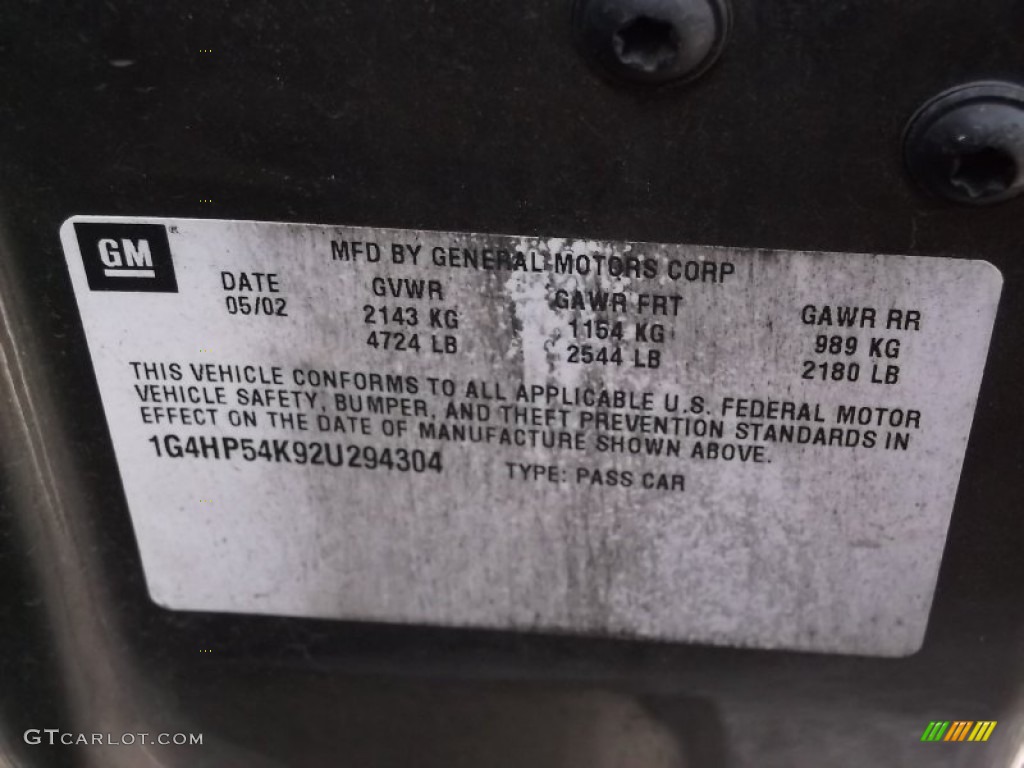 GM
MFD BY GENERAL MOTORS CORP
DATE GVWR GAWR FRT GAWR RR
05/02 2143 KG 1154 KG 989 KG
4724 LB 2544 LB 2180 LB
THIS VEHICLE CONFORMS TO ALL APPLICABLE U.S. FEDERAL MOTOR
VEHICLE SAFETY, BUMPER, AND THEFT PREVENTION STANDARDS IN
EFFECT ON THE DATE OF MANUFACTURE SHOWN ABOVE.
1G4HP54K92U294304 TYPE: PASS CAR
GTCARLOT.COM